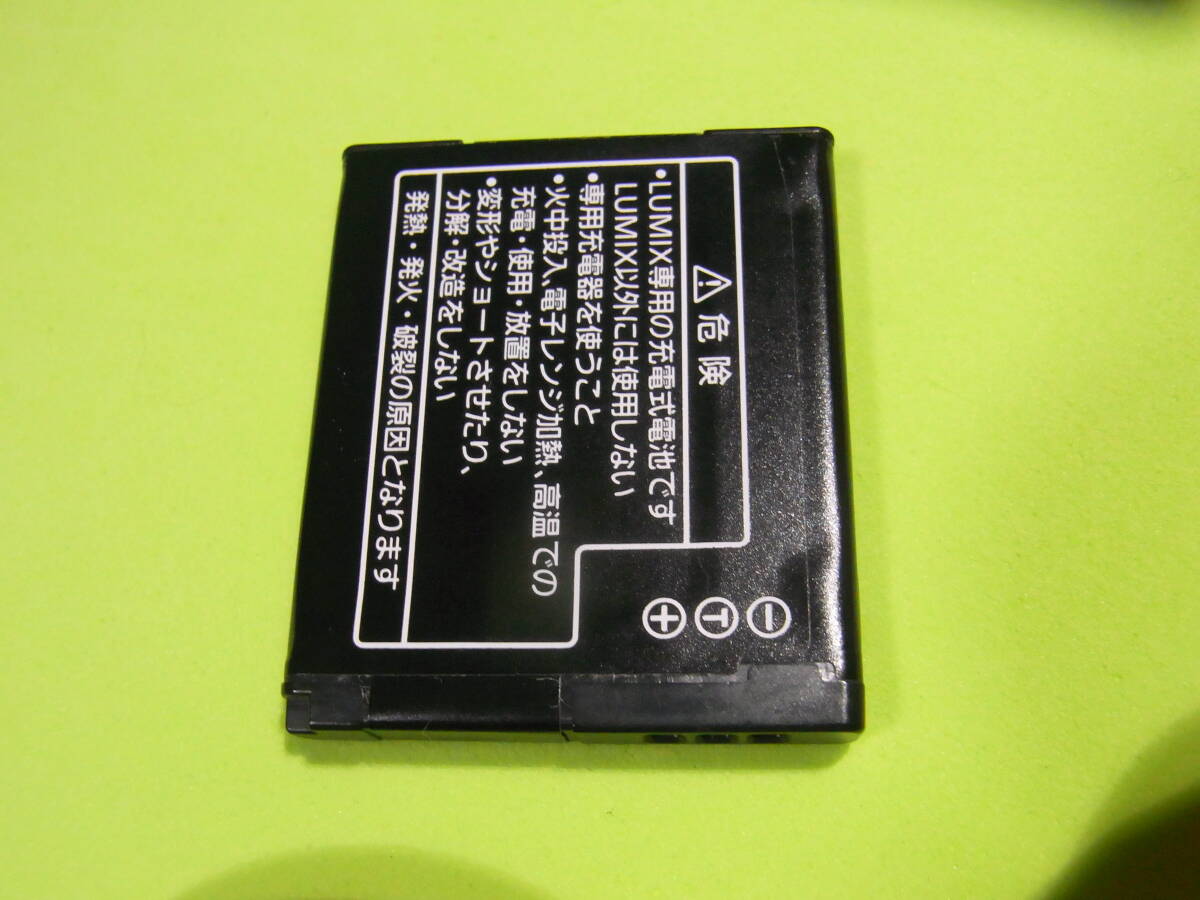 危険
・LUMIX専用の充電式電池です
LUMIX以外には使用しない
・専用充電器を使うこと
・火中投入、電子レンジ加熱、高温での
充電・使用・放置をしない
・変形やショートさせたり、
分解・改造をしない
発熱・発火・破裂の原因となります
− T +